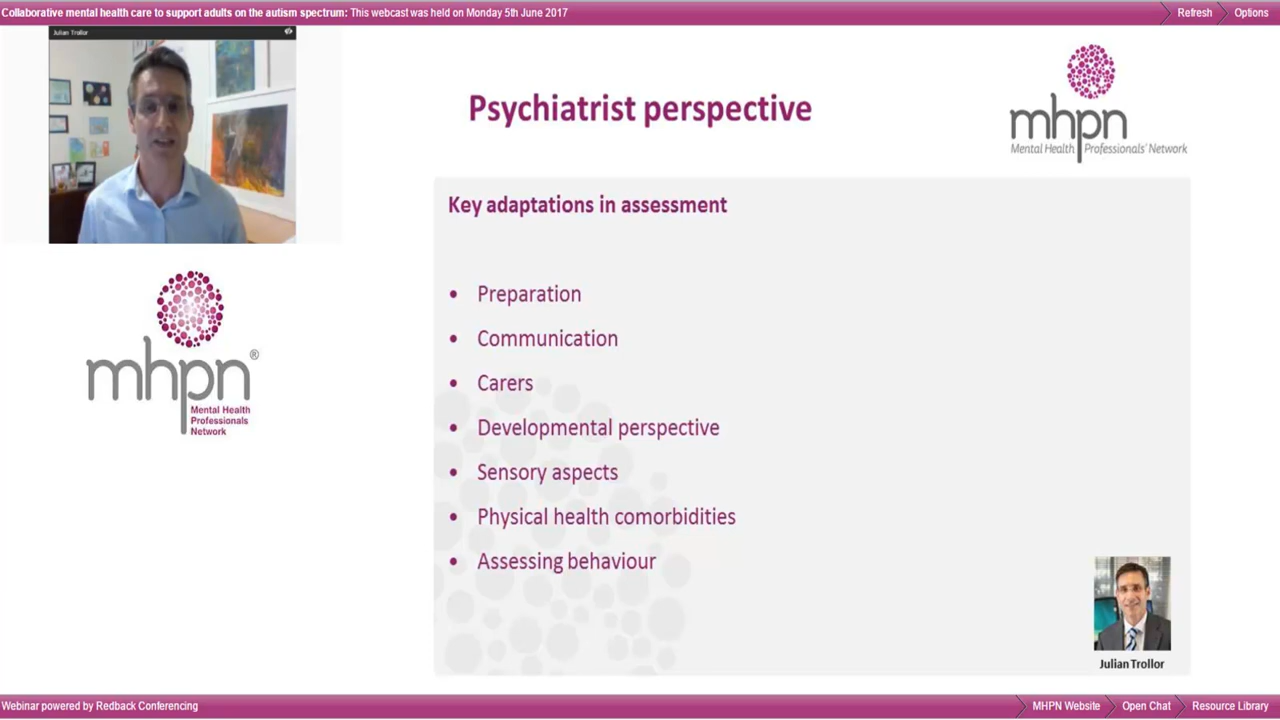 Collaborative mental health care to support adults on the autism spectrum: This webcast was held on Monday 5th June 2017
Refresh
Options
Julian Trollor
Psychiatrist perspective
mhpn
Mental Health Professionals' Network
mhpn®
Mental Health
Professionals
Network
Key adaptations in assessment
• Preparation
• Communication
• Carers
• Developmental perspective
• Sensory aspects
• Physical health comorbidities
• Assessing behaviour
Julian Trollor
Webinar powered by Redback Conferencing
MHPN Website
Open Chat
Resource Library